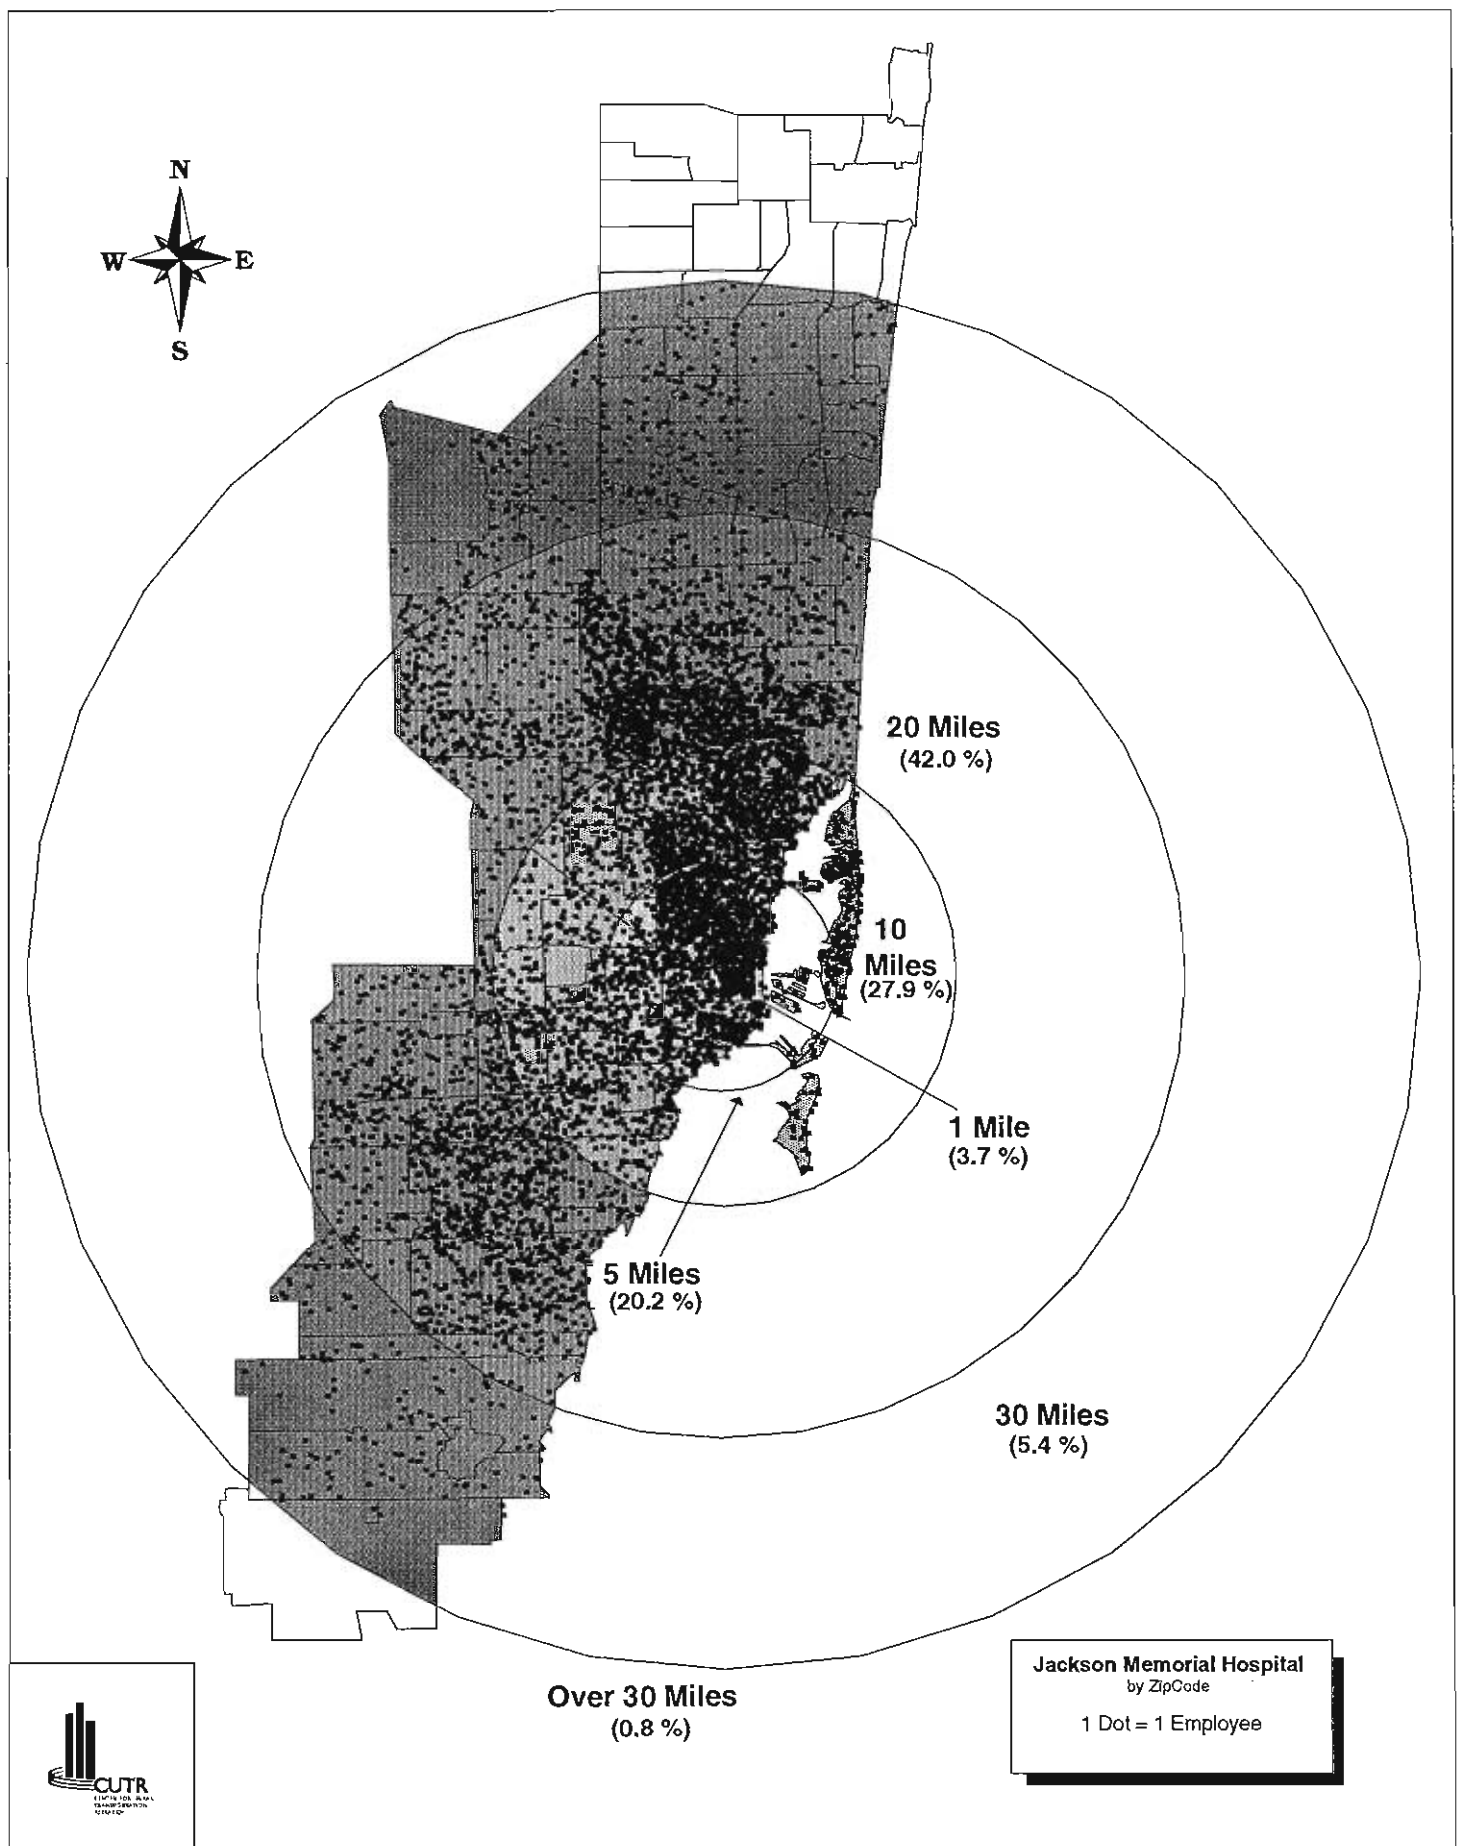 N
W E
S
20 Miles
(42.0 %)
10
Miles
(27.9 %)
1 Mile
(3.7 %)
5 Miles
(20.2 %)
30 Miles
(5.4 %)
Over 30 Miles
(0.8 %)
Jackson Memorial Hospital
by ZipCode
1 Dot = 1 Employee
CUTR